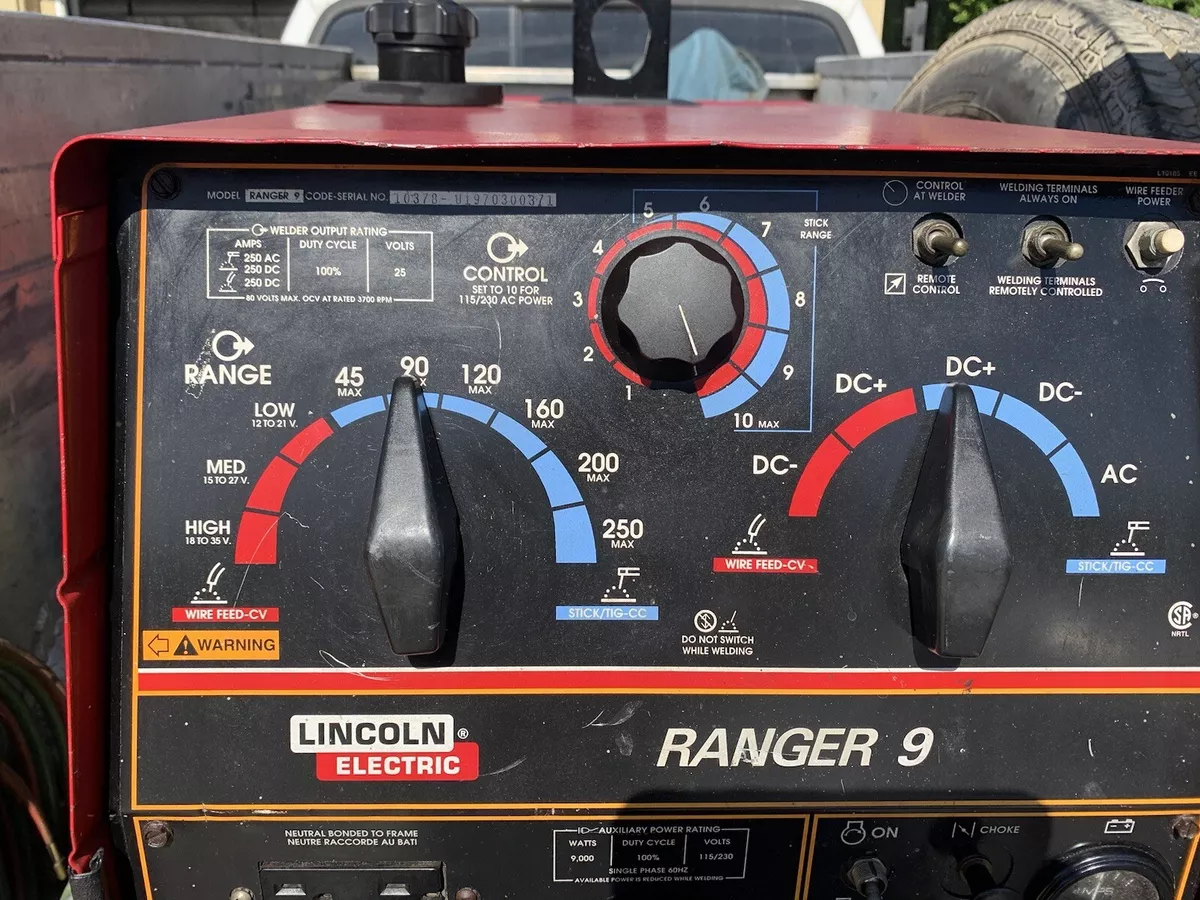 L10165
MODEL RANGER 9 CODE-SERIAL NO. 10378-U1970300371
WELDER OUTPUT RATING
AMPS DUTY CYCLE VOLTS
250 AC
250 DC 100% 25
250 DC
80 VOLTS MAX. OCV AT RATED 3700 RPM
CONTROL
SET TO 10 FOR
115/230 AC POWER
1
2
3
4
5
6
7
8
9
10 MAX
STICK
RANGE
CONTROL
AT WELDER
REMOTE
CONTROL
WELDING TERMINALS
ALWAYS ON
WELDING TERMINALS
REMOTELY CONTROLLED
WIRE FEEDER
POWER
RANGE
HIGH
18 TO 35 V.
MED
15 TO 27 V.
LOW
12 TO 21 V.
45
MAX
90
120
MAX
160
MAX
200
MAX
250
MAX
WIRE FEED-CV
STICK/TIG-CC
DC-
DC+
DC+
DC-
AC
WIRE FEED-CV
STICK/TIG-CC
DO NOT SWITCH
WHILE WELDING
SA ®
NRTL
WARNING
LINCOLN ®
ELECTRIC
RANGER 9
NEUTRAL BONDED TO FRAME
NEUTRE RACCORDE AU BATI
AUXILIARY POWER RATING
WATTS DUTY CYCLE VOLTS
9,000 100% 115/230
SINGLE PHASE 60HZ
AVAILABLE POWER IS REDUCED WHILE WELDING
ON
CHOKE